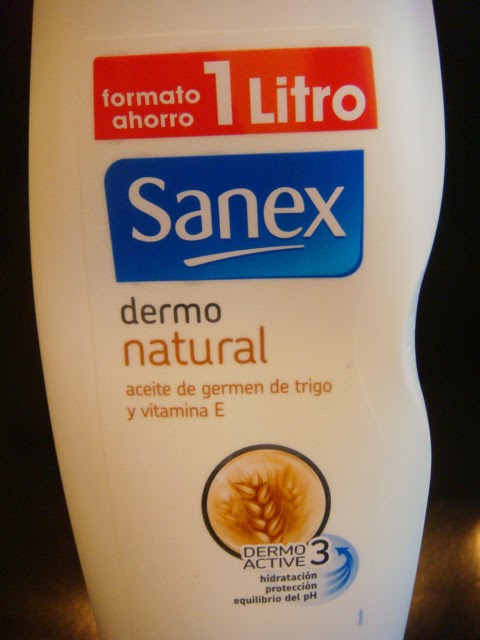 formato ahorro 1 Litro
Sanex
dermo
natural
aceite de germen de trigo
y vitamina E
DERMO
ACTIVE 3
hidratación
protección
equilibrio del pH